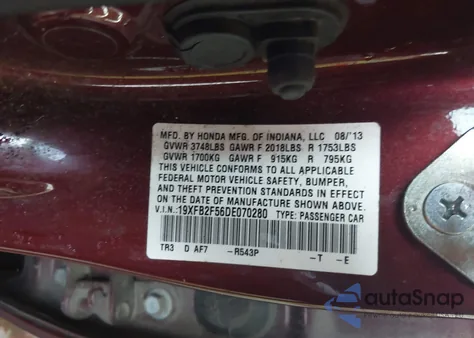 MFD. BY HONDA MFG. OF INDIANA, LLC 08/13
GVWR 3748LBS GAWR F 2018LBS R 1753LBS
GVWR 1700KG GAWR F 915KG R 795KG
THIS VEHICLE CONFORMS TO ALL APPLICABLE
FEDERAL MOTOR VEHICLE SAFETY, BUMPER,
AND THEFT PREVENTION STANDARDS IN EFFECT
ON THE DATE OF MANUFACTURE SHOWN ABOVE.
V.I.N.:19XFB2F56DE070280 TYPE: PASSENGER CAR
TR3 D AF7 -R543P -T -E
autaSnap